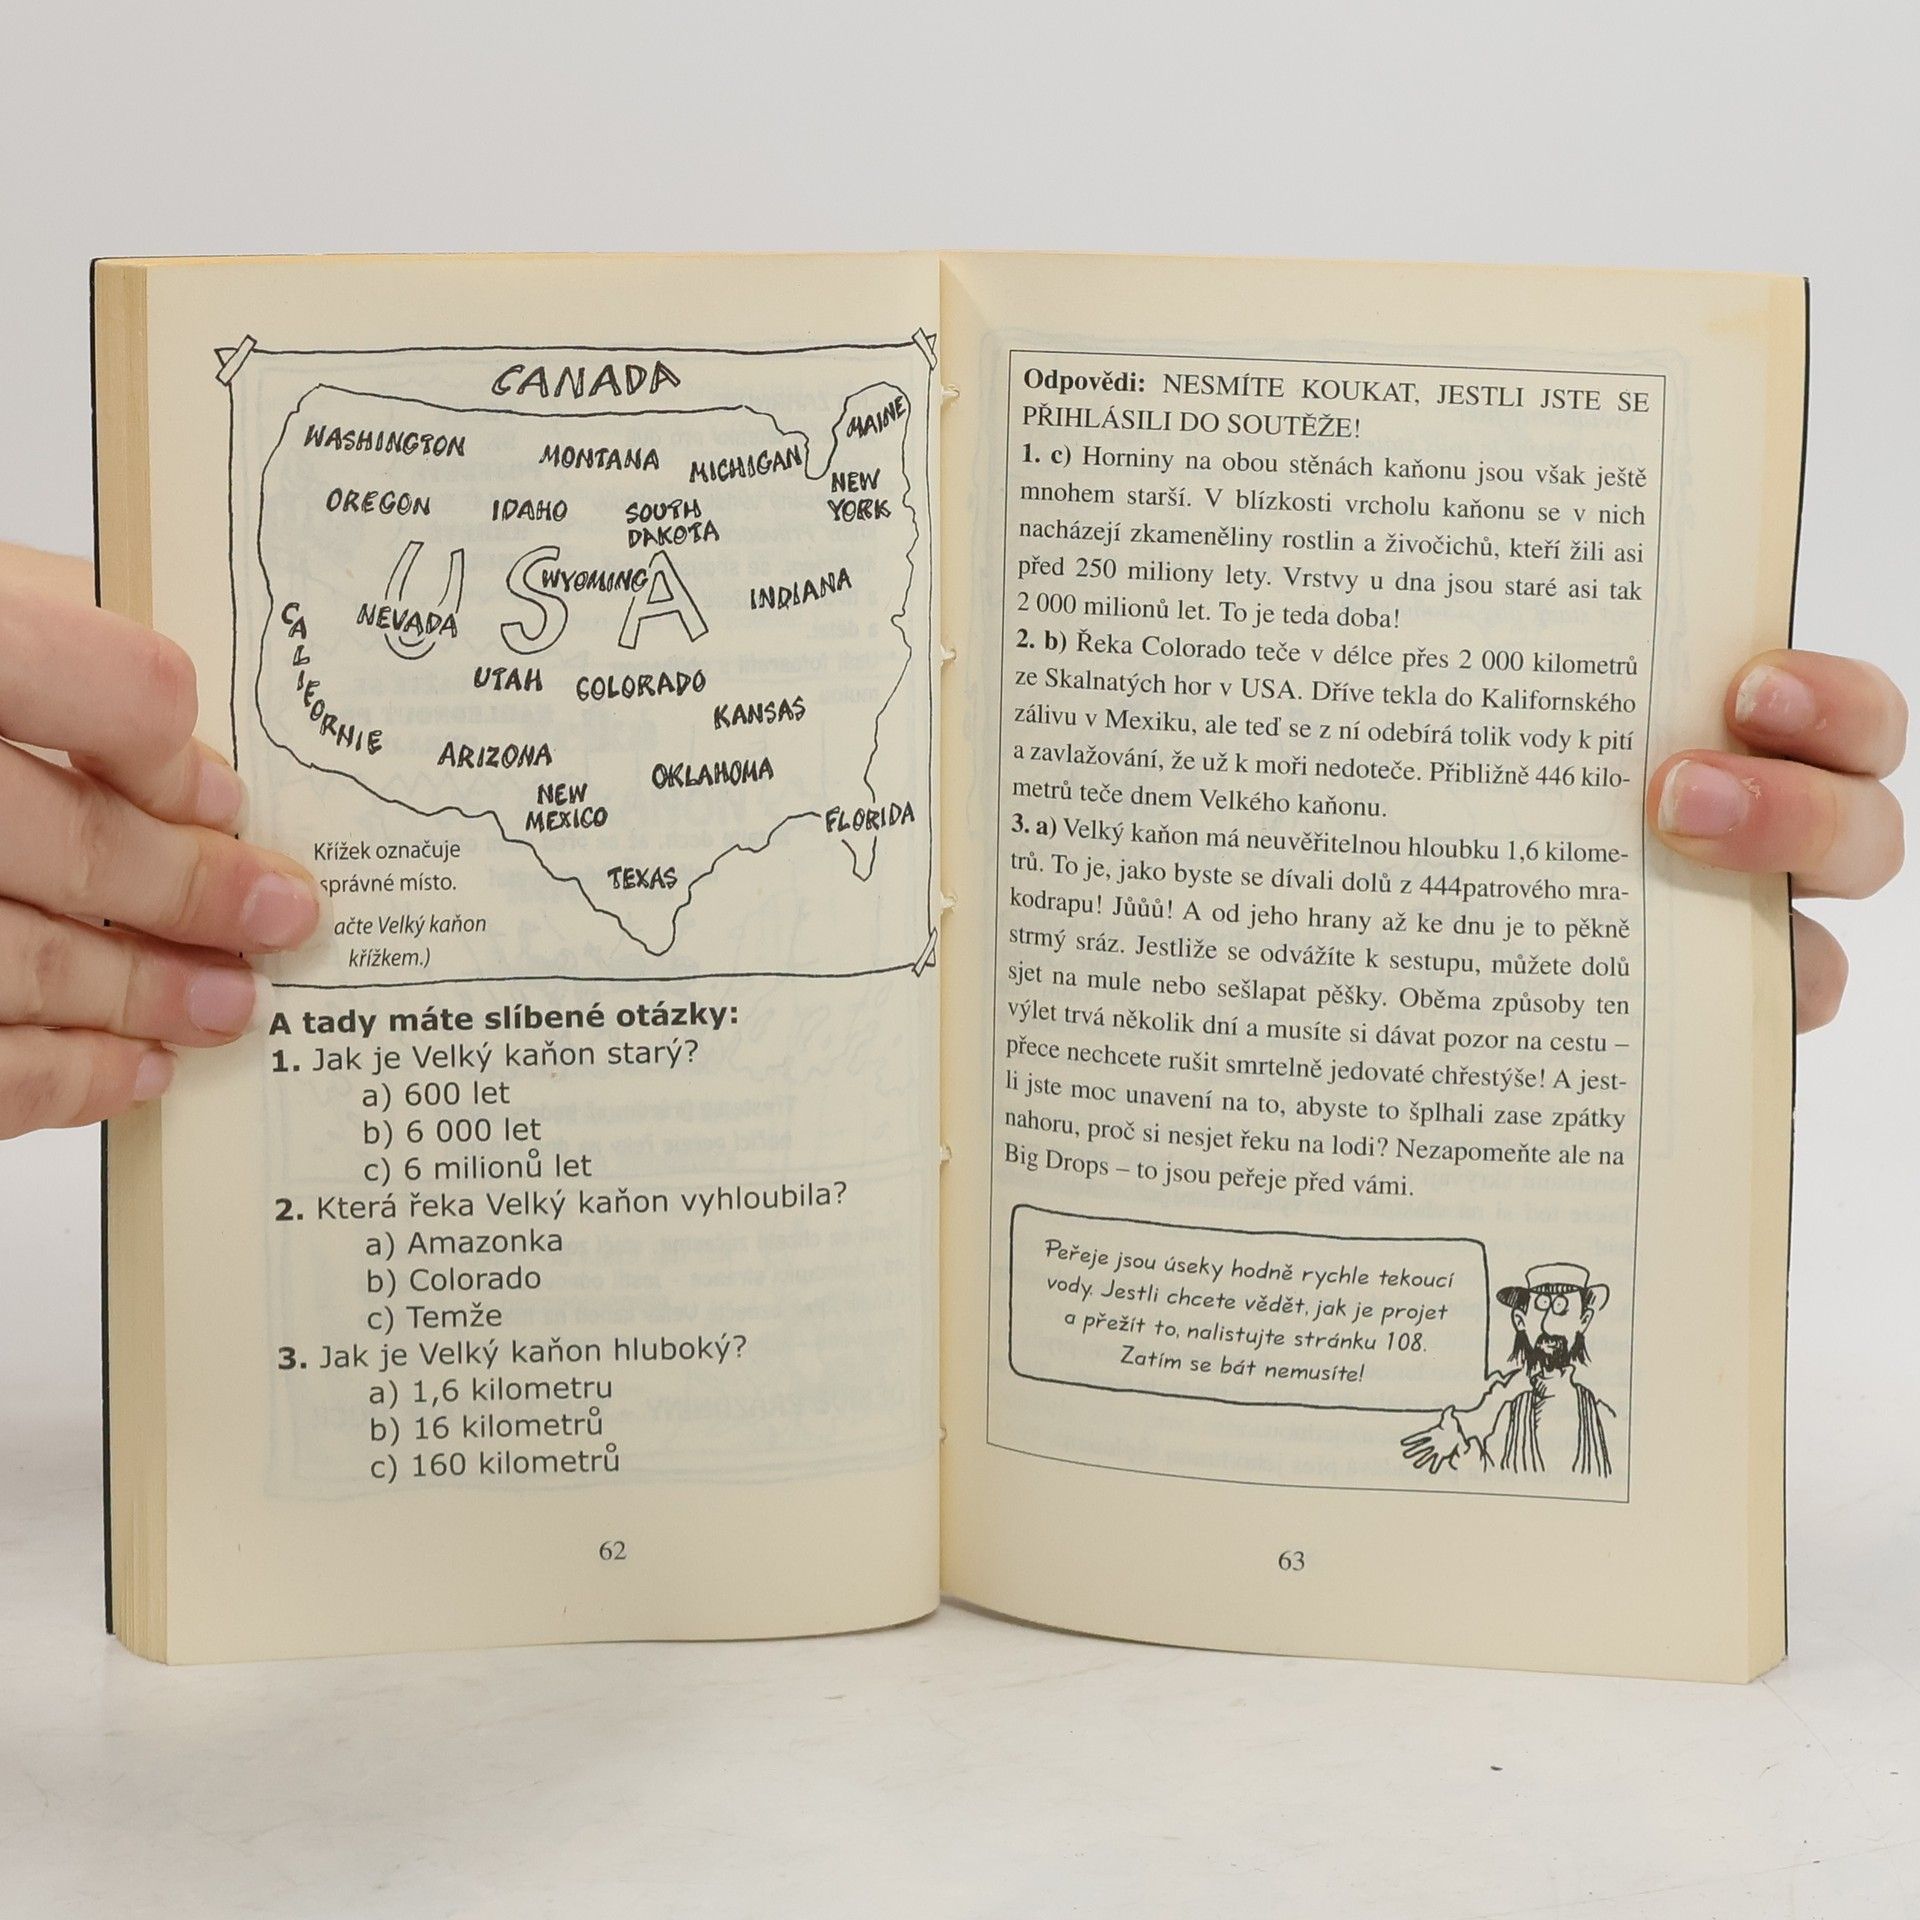 CANADA
WASHINGTON
MONTANA
MICHIGAN
MAINE
NEW
YORK
OREGON
IDAHO
SOUTH
DAKOTA
USA
WYOMING
INDIANA
NEVADA
CALIFORNIE
UTAH
COLORADO
KANSAS
ARIZONA
OKLAHOMA
NEW
MEXICO
FLORIDA
TEXAS
Křížek označuje
správné místo.
Velký kaňon
křížkem.)
A tady máte slíbené otázky:
1. Jak je Velký kaňon starý?
a) 600 let
b) 6 000 let
c) 6 milionů let
2. Která řeka Velký kaňon vyhloubila?
a) Amazonka
b) Colorado
c) Temže
3. Jak je Velký kaňon hluboký?
a) 1,6 kilometru
b) 16 kilometrů
c) 160 kilometrů
62
Odpovědi: NESMÍTE KOUKAT, JESTLI JSTE SE
PŘIHLÁSILI DO SOUTĚŽE!
1. c) Horniny na obou stěnách kaňonu jsou však ještě
mnohem starší. V blízkosti vrcholu kaňonu se v nich
nacházejí zkameněliny rostlin a živočichů, kteří žili asi
před 250 miliony lety. Vrstvy u dna jsou staré asi tak
2 000 milionů let. To je teda doba!
2. b) Řeka Colorado teče v délce přes 2 000 kilometrů
ze Skalnatých hor v USA. Dříve tekla do Kalifornského
zálivu v Mexiku, ale teď se z ní odebírá tolik vody k pití
a zavlažování, že už k moři nedoteče. Přibližně 446 kilo-
metrů teče dnem Velkého kaňonu.
3. a) Velký kaňon má neuvěřitelnou hloubku 1,6 kilome-
trů. To je, jako byste se dívali dolů z 444patrového mra-
kodrapu! Jůůů! A od jeho hrany až ke dnu je to pěkně
strmý sráz. Jestliže se odvážíte k sestupu, můžete dolů
sjet na mule nebo sešlapat pěšky. Oběma způsoby ten
výlet trvá několik dní a musíte si dávat pozor na cestu –
přece nechcete rušit smrtelně jedovaté chřestýše! A jest-
li jste moc unavení na to, abyste to šplhali zase zpátky
nahoru, proč si nesjet řeku na lodi? Nezapomeňte ale na
Big Drops – to jsou peřeje před vámi.
Peřeje jsou úseky hodně rychle tekoucí
vody. Jestli chcete vědět, jak je projet
a přežít to, nalistujte stránku 108.
Zatím se bát nemusíte!
63